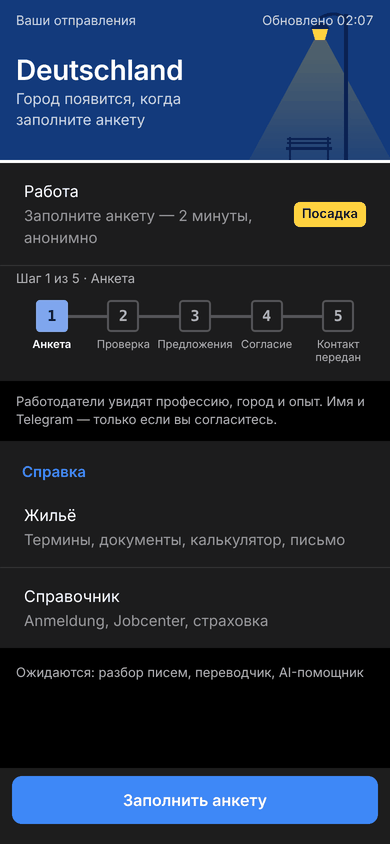 Ваши отправления
Обновлено 02:07
Deutschland
Город появится, когда
заполните анкету
Работа
Заполните анкету — 2 минуты,
анонимно
Посадка
Шаг 1 из 5 · Анкета
1 2 3 4 5
Анкета Проверка Предложения Согласие Контакт
передан
Работодатели увидят профессию, город и опыт. Имя и
Telegram — только если вы согласитесь.
Справка
Жильё
Термины, документы, калькулятор, письмо
Справочник
Anmeldung, Jobcenter, страховка
Ожидаются: разбор писем, переводчик, AI-помощник
Заполнить анкету